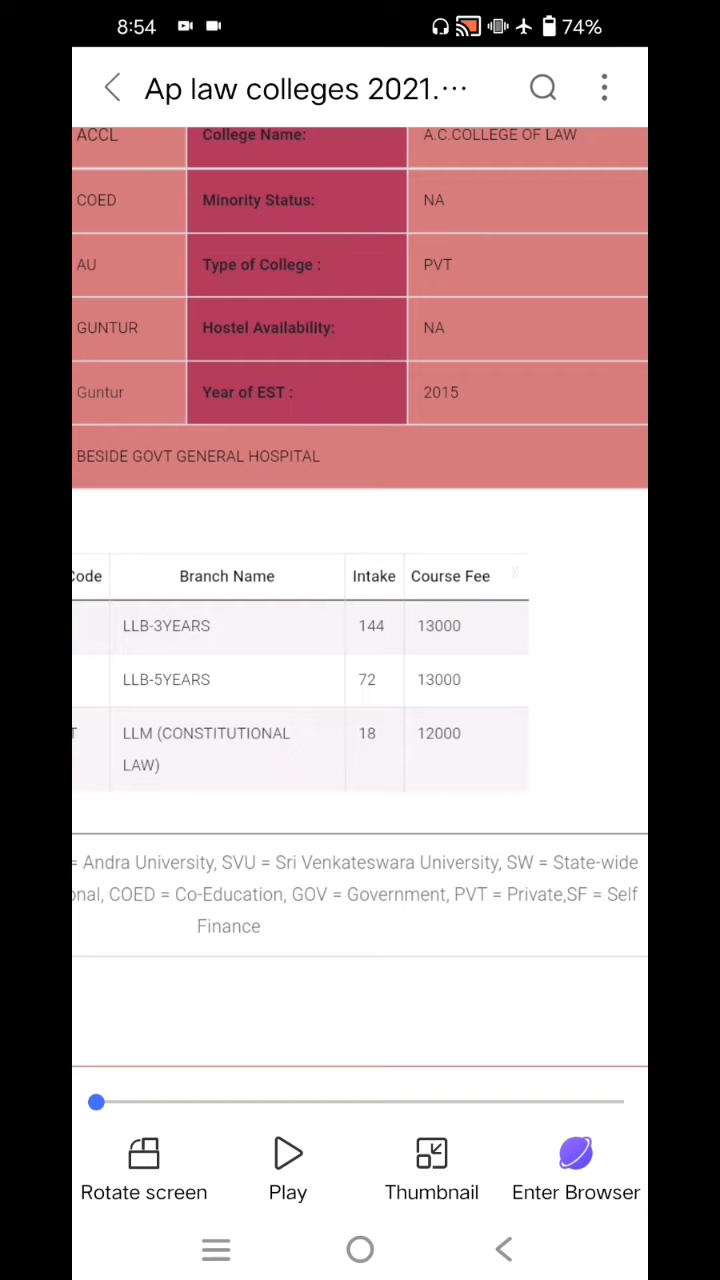 8:54 74%
Ap law colleges 2021.···
ACCL College Name: A.C.COLLEGE OF LAW
COED Minority Status: NA
AU Type of College : PVT
GUNTUR Hostel Availability: NA
Guntur Year of EST : 2015
BESIDE GOVT GENERAL HOSPITAL
Code Branch Name Intake Course Fee
LLB-3YEARS 144 13000
LLB-5YEARS 72 13000
T LLM (CONSTITUTIONAL 18 12000
LAW)
= Andra University, SVU = Sri Venkateswara University, SW = State-wide
onal, COED = Co-Education, GOV = Government, PVT = Private,SF = Self
Finance
Rotate screen Play Thumbnail Enter Browser